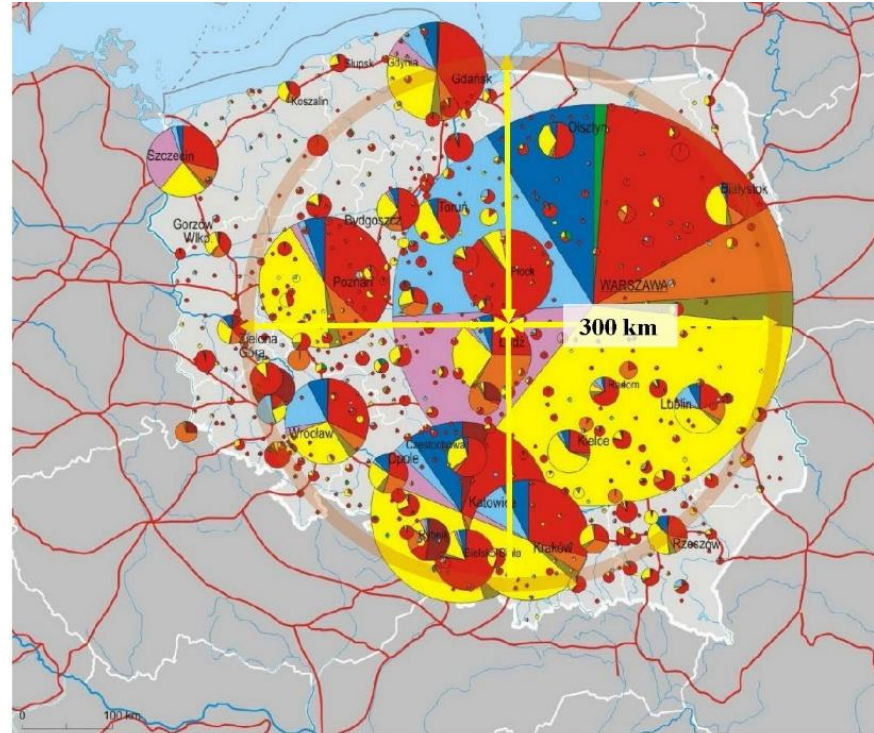 Słupsk
Gdynia
Gdańsk
Koszalin
Olsztyn
Szczecin
Białystok
Bydgoszcz
Toruń
Gorzów
Wlkp.
Płock
Poznań
WARSZAWA
300 km
Łódź
Zielona
Góra
Radom
Lublin
Wrocław
Kielce
Częstochowa
Opole
Katowice
Rybnik
Bielsko-Biała
Kraków
Rzeszów
0 100 km